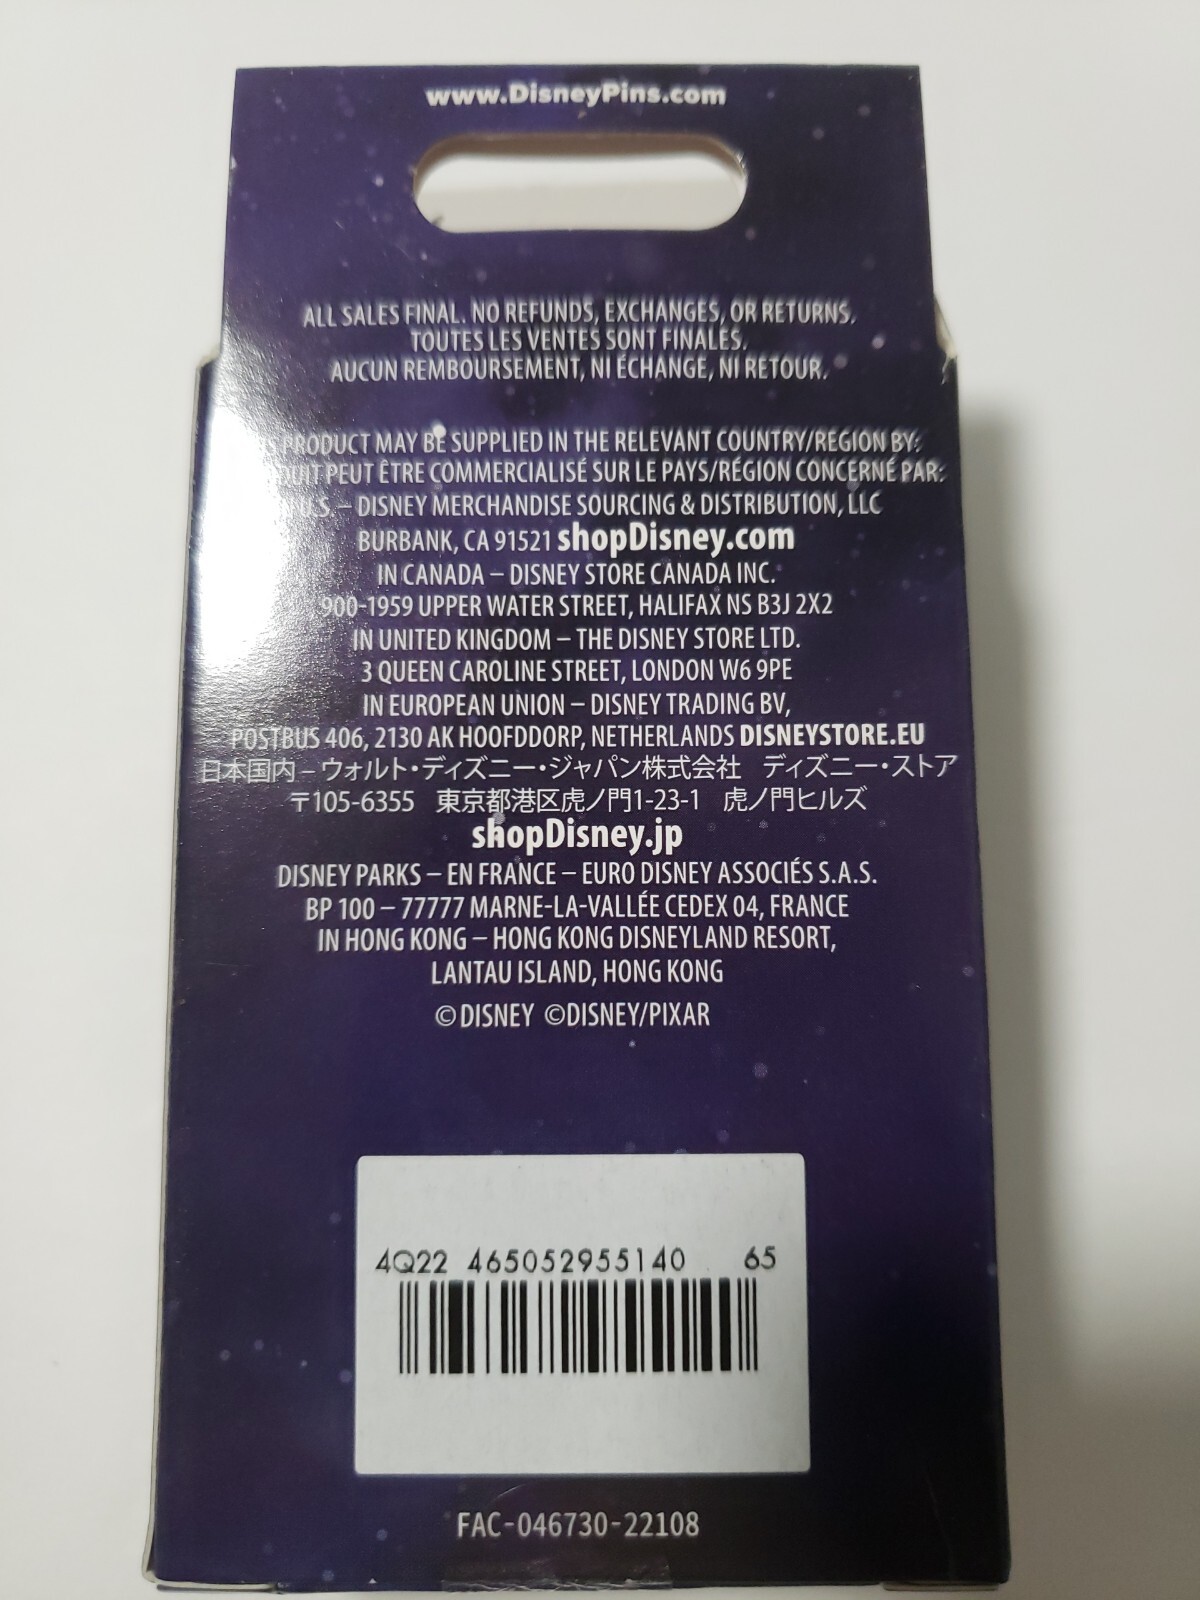 www.DisneyPins.com
ALL SALES FINAL. NO REFUNDS, EXCHANGES, OR RETURNS.
TOUTES LES VENTES SONT FINALES.
AUCUN REMBOURSEMENT, NI ÉCHANGE, NI RETOUR.
PRODUCT MAY BE SUPPLIED IN THE RELEVANT COUNTRY/REGION BY:
PEUT ÊTRE COMMERCIALISÉ SUR LE PAYS/RÉGION CONCERNÉ PAR:
U.S. – DISNEY MERCHANDISE SOURCING & DISTRIBUTION, LLC
BURBANK, CA 91521 shopDisney.com
IN CANADA – DISNEY STORE CANADA INC.
900-1959 UPPER WATER STREET, HALIFAX NS B3J 2X2
IN UNITED KINGDOM – THE DISNEY STORE LTD.
3 QUEEN CAROLINE STREET, LONDON W6 9PE
IN EUROPEAN UNION – DISNEY TRADING BV,
POSTBUS 406, 2130 AK HOOFDDORP, NETHERLANDS DISNEYSTORE.EU
日本国内 – ウォルト・ディズニー・ジャパン株式会社 ディズニー・ストア
〒105-6355 東京都港区虎ノ門1-23-1 虎ノ門ヒルズ
shopDisney.jp
DISNEY PARKS – EN FRANCE – EURO DISNEY ASSOCIÉS S.A.S.
BP 100 – 77777 MARNE-LA-VALLÉE CEDEX 04, FRANCE
IN HONG KONG – HONG KONG DISNEYLAND RESORT,
LANTAU ISLAND, HONG KONG
©DISNEY ©DISNEY/PIXAR
4Q22 465052955140 65
FAC-046730-22108